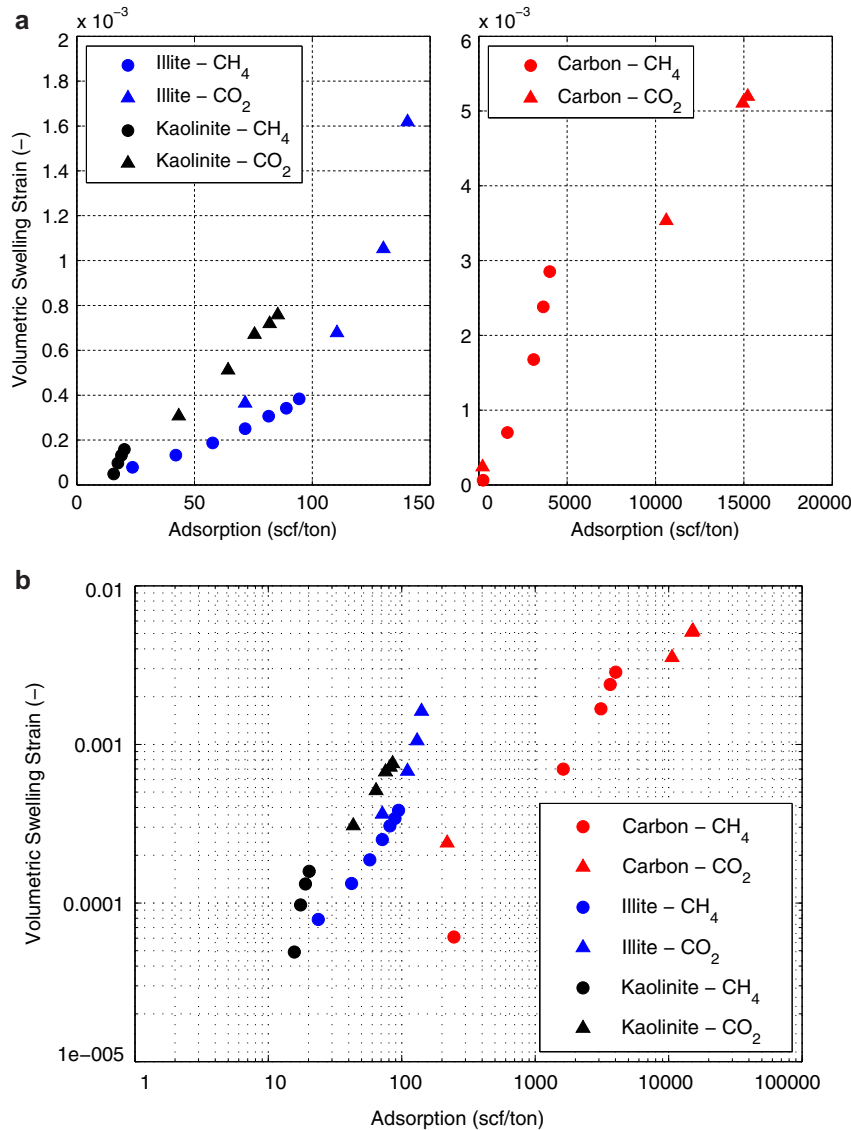 a
x 10⁻³
2
1.8
1.6
1.4
1.2
1
0.8
0.6
0.4
0.2
0
Volumetric Swelling Strain (−)
Illite − CH₄
Illite − CO₂
Kaolinite − CH₄
Kaolinite − CO₂
0 50 100 150
Adsorption (scf/ton)
x 10⁻³
6
5
4
3
2
1
0
Carbon − CH₄
Carbon − CO₂
0 5000 10000 15000 20000
Adsorption (scf/ton)
b
0.01
0.001
0.0001
1e−005
Volumetric Swelling Strain (−)
Carbon − CH₄
Carbon − CO₂
Illite − CH₄
Illite − CO₂
Kaolinite − CH₄
Kaolinite − CO₂
1 10 100 1000 10000 100000
Adsorption (scf/ton)